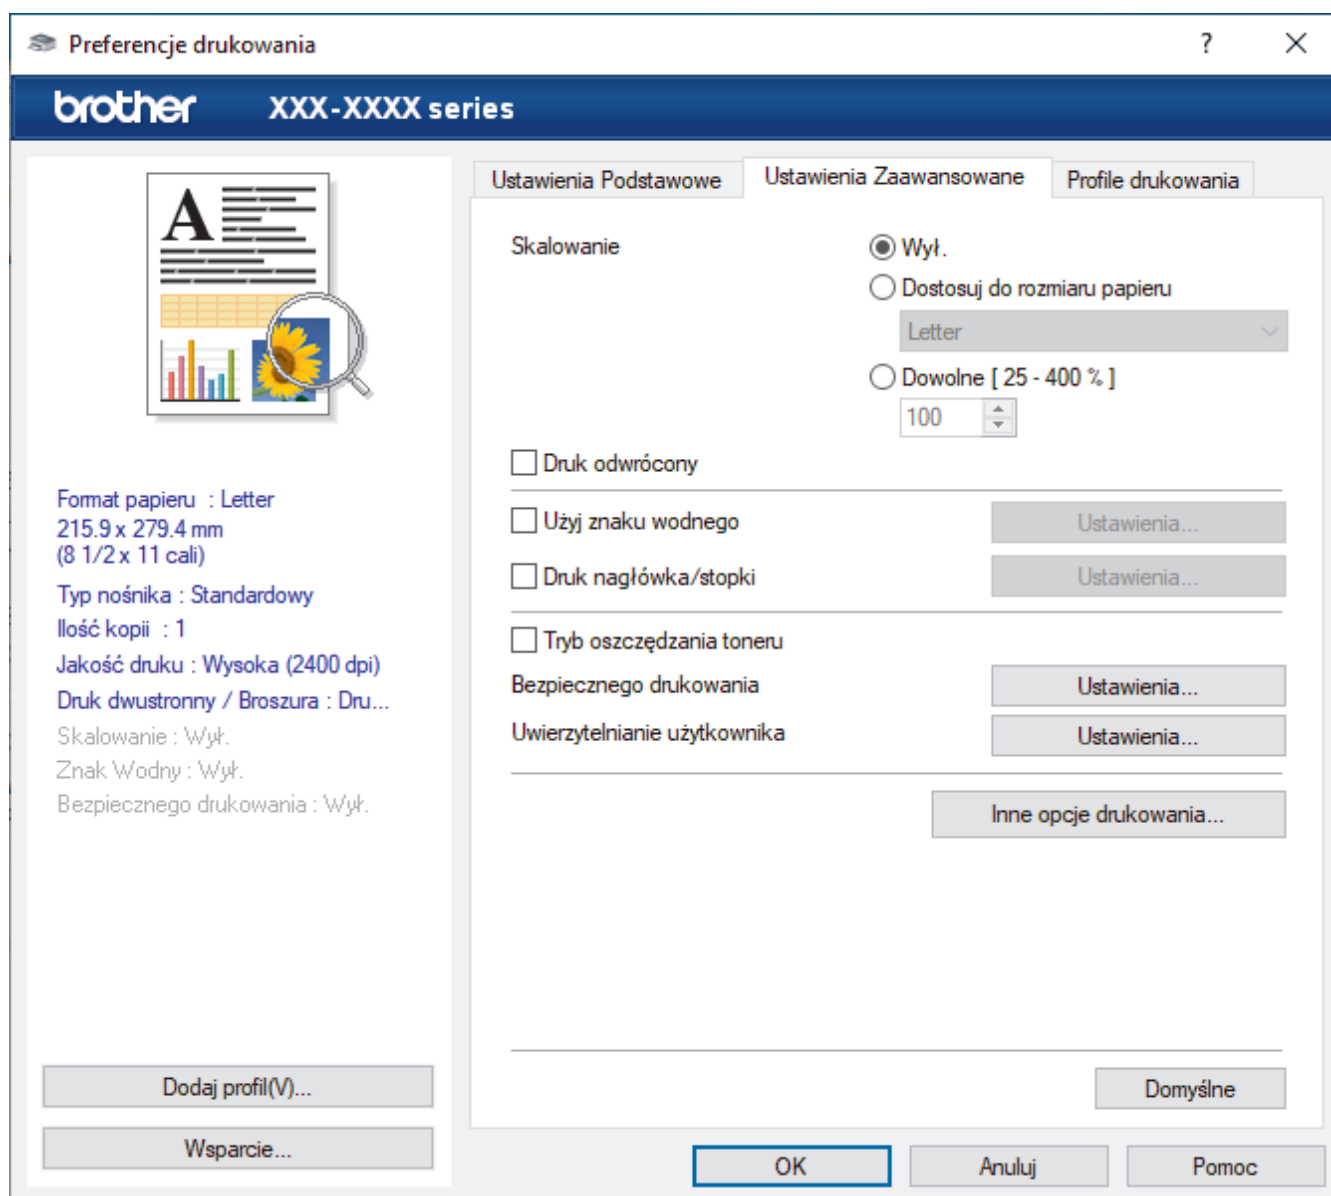 Preferencje drukowania
brother XXX-XXXX series
A
Format papieru : Letter
215.9 x 279.4 mm
(8 1/2 x 11 cali)
Typ nośnika : Standardowy
Ilość kopii : 1
Jakość druku : Wysoka (2400 dpi)
Druk dwustronny / Broszura : Dru...
Skalowanie : Wył.
Znak Wodny : Wył.
Bezpiecznego drukowania : Wył.
Dodaj profil(V)...
Wsparcie...
Ustawienia Podstawowe Ustawienia Zaawansowane Profile drukowania
Skalowanie Wył.
Dostosuj do rozmiaru papieru
Letter
Dowolne [ 25 - 400 % ]
100
Druk odwrócony
Użyj znaku wodnego Ustawienia...
Druk nagłówka/stopki Ustawienia...
Tryb oszczędzania toneru
Bezpiecznego drukowania Ustawienia...
Uwierzytelnianie użytkownika Ustawienia...
Inne opcje drukowania...
Domyślne
OK Anuluj Pomoc